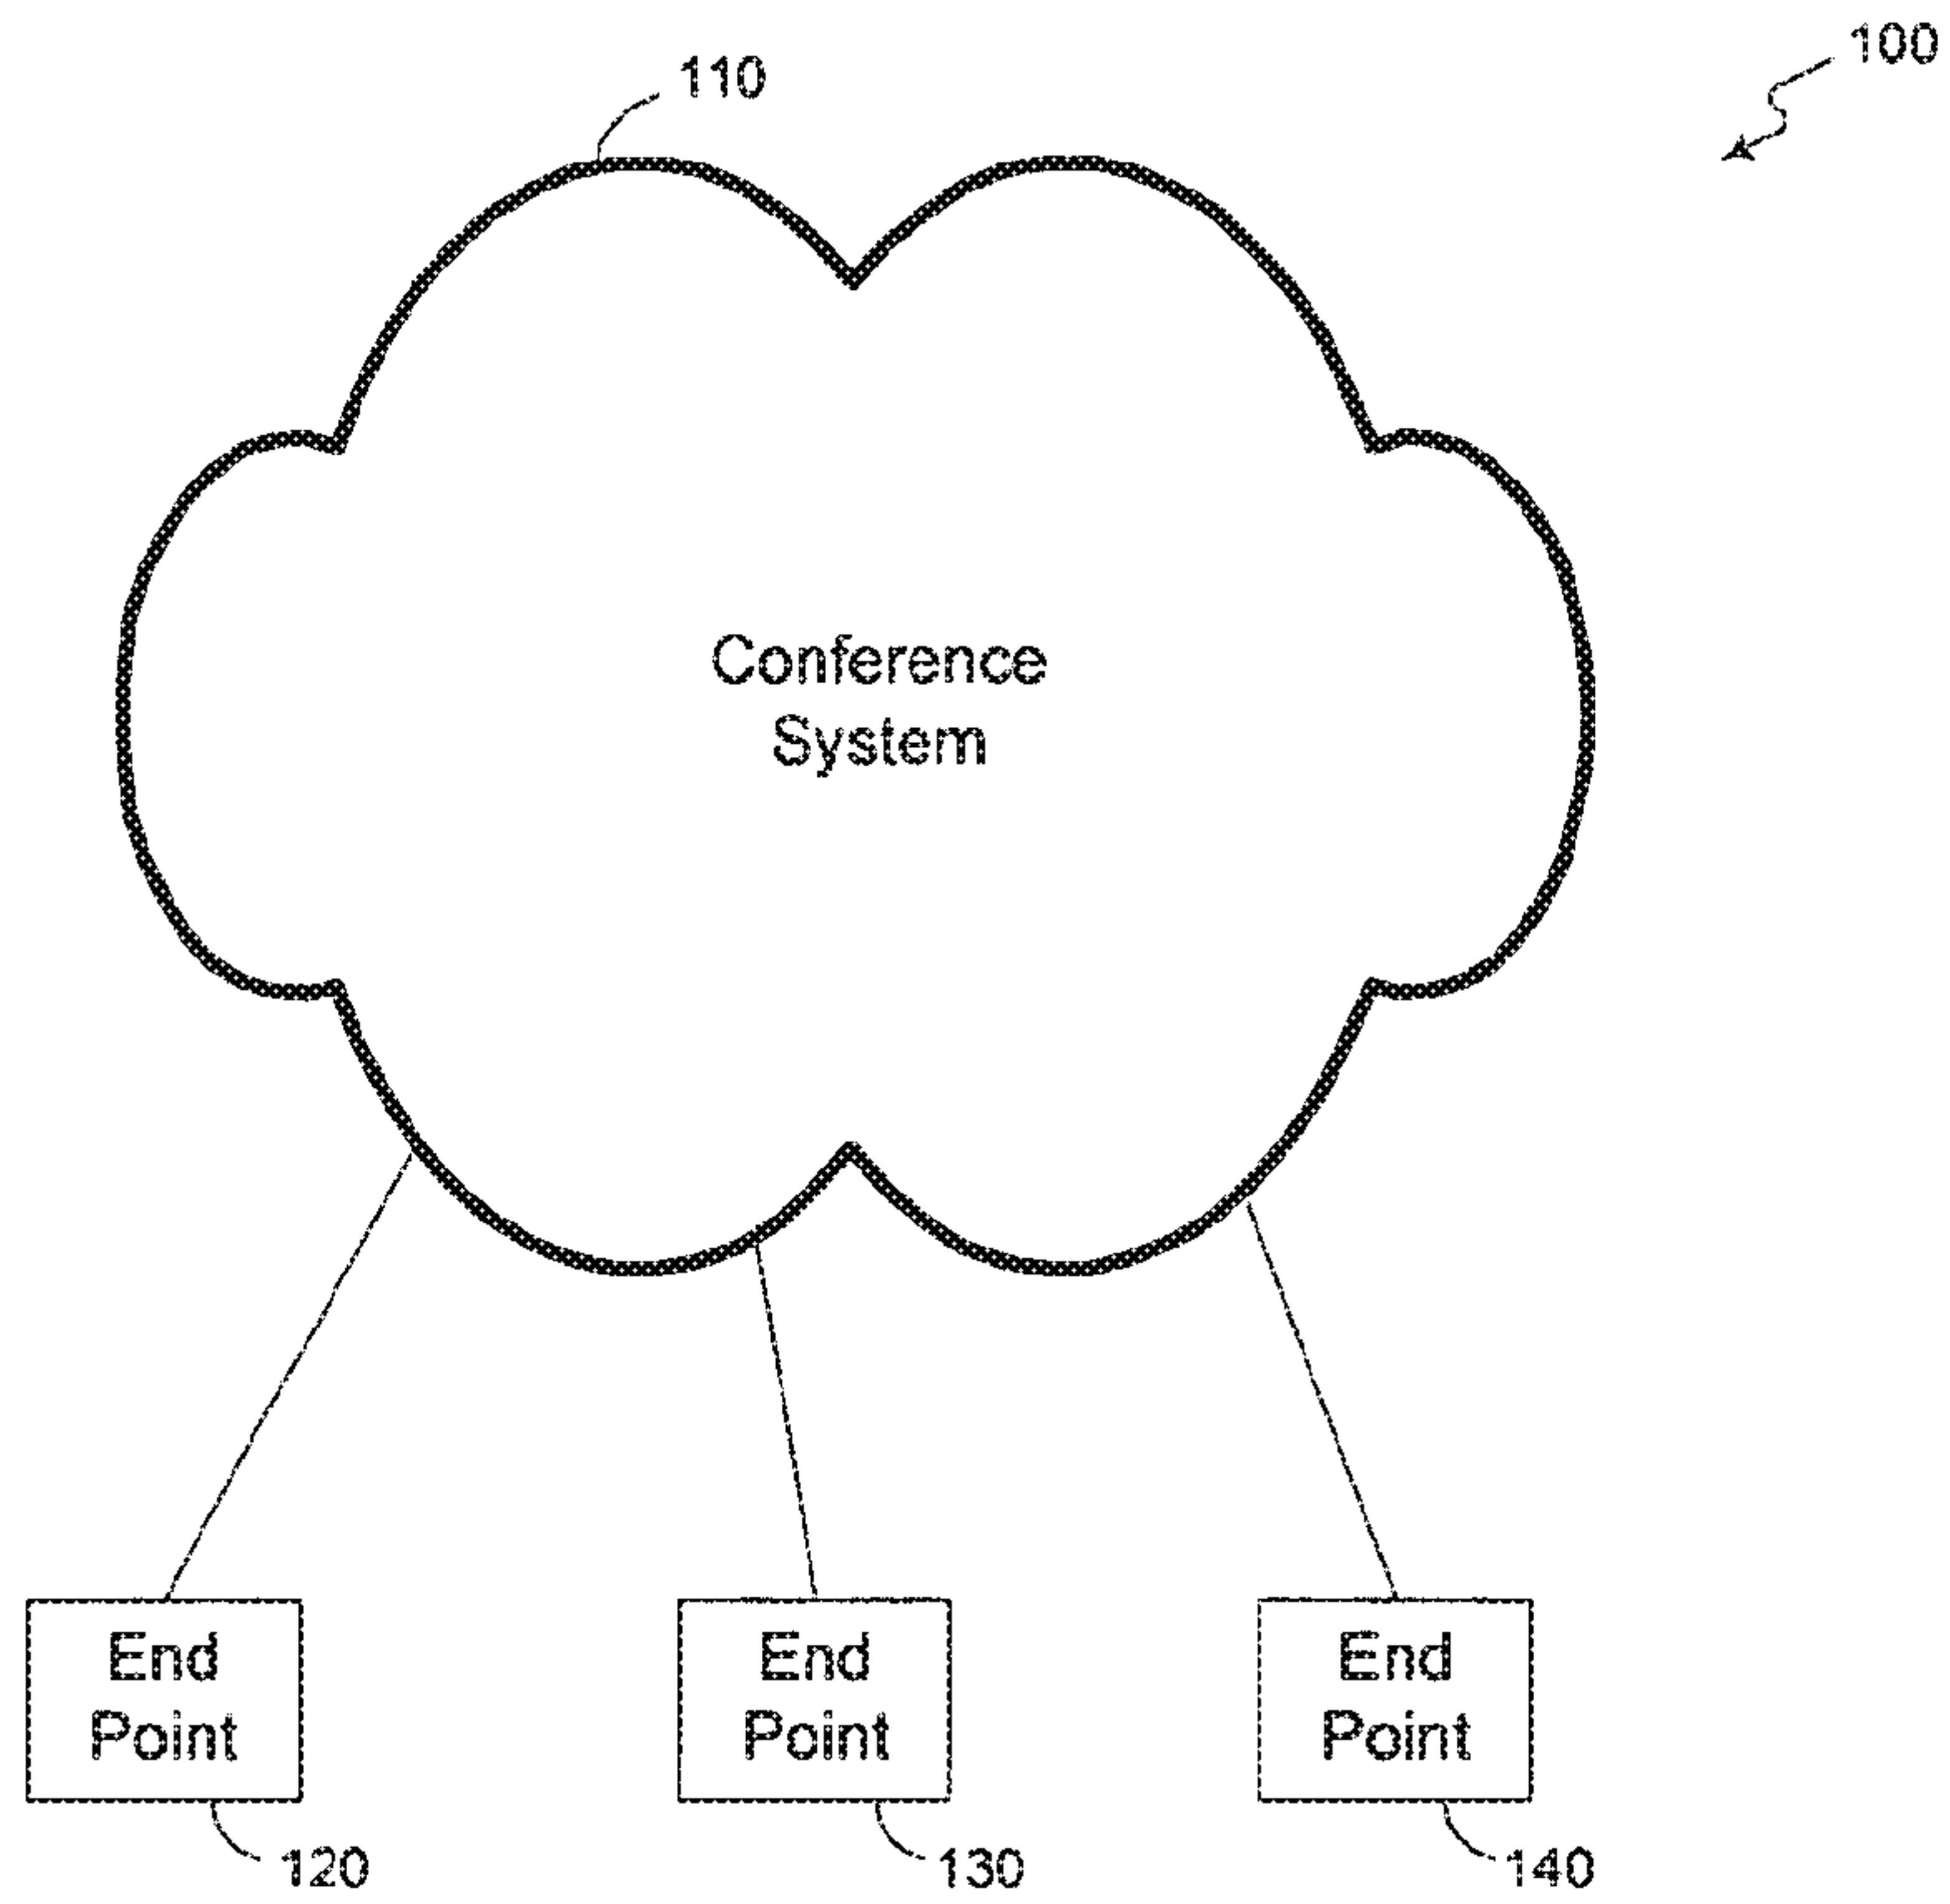 100
110
Conference
System
End
Point
End
Point
End
Point
120
130
140